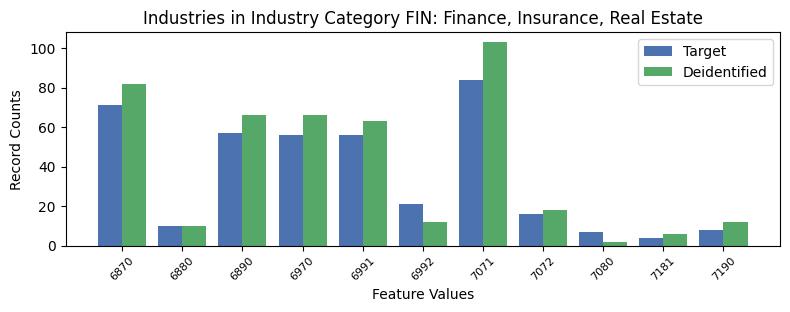 Industries in Industry Category FIN: Finance, Insurance, Real Estate
Target
Deidentified
Record Counts
100
80
60
40
20
0
6870 6880 6890 6970 6991 6992 7071 7072 7080 7181 7190
Feature Values